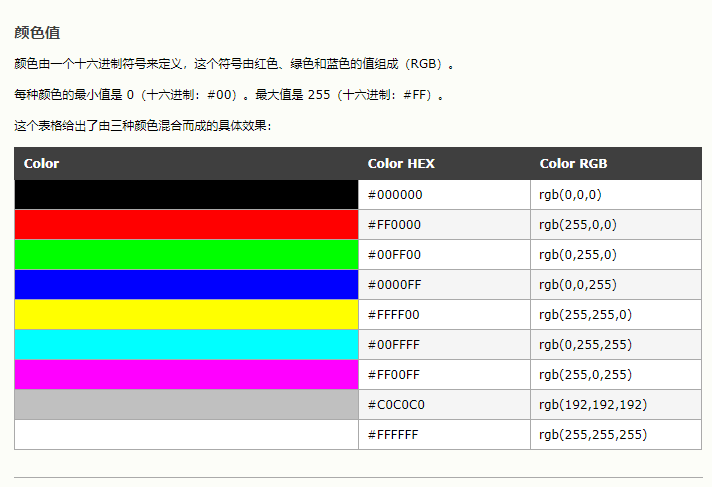 颜色值
颜色由一个十六进制符号来定义，这个符号由红色、绿色和蓝色的值组成（RGB）。
每种颜色的最小值是 0（十六进制：#00）。最大值是 255（十六进制：#FF）。
这个表格给出了由三种颜色混合而成的具体效果：
Color Color HEX Color RGB
#000000 rgb(0,0,0)
#FF0000 rgb(255,0,0)
#00FF00 rgb(0,255,0)
#0000FF rgb(0,0,255)
#FFFF00 rgb(255,255,0)
#00FFFF rgb(0,255,255)
#FF00FF rgb(255,0,255)
#C0C0C0 rgb(192,192,192)
#FFFFFF rgb(255,255,255)